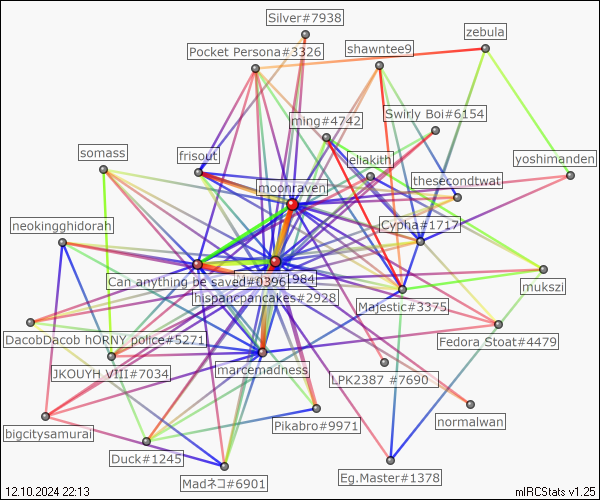 Silver#7938
zebula
Pocket Persona#3326
shawntee9
Swirly Boi#6154
ming#4742
somass
frisout
eliakith
yoshimanden
moonraven
thesecondtwat
neokingghidorah
Cypha#1717
1984
Can anything be saved#0396
mukszi
hispancpancakes#2928
Majestic#3375
DacobDacob hORNY police#5271
Fedora Stoat#4479
JKOUYH VIII#7034
marcemadness
LPK2387 #7690
normalwan
bigcitysamurai
Pikabro#9971
Duck#1245
Eg.Master#1378
Madネコ#6901
12.10.2024 22:13
mIRCStats v1.25